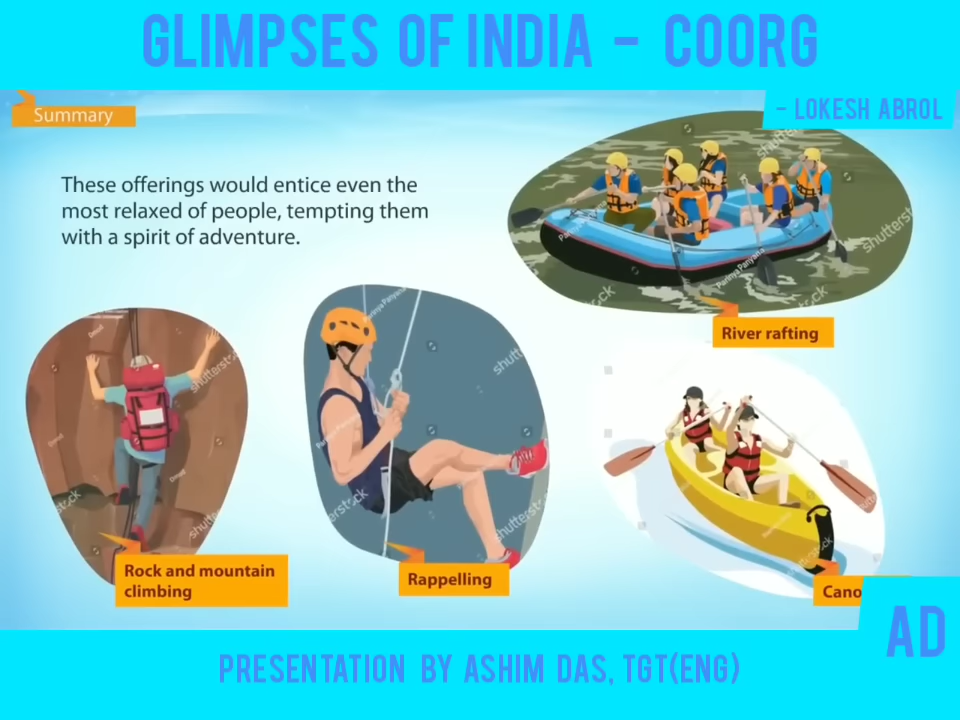 GLIMPSES OF INDIA - COORG
- LOKESH ABROL
Summary
These offerings would entice even the
most relaxed of people, tempting them
with a spirit of adventure.
River rafting
Rock and mountain
climbing
Rappelling
Cano
AD
PRESENTATION BY ASHIM DAS, TGT(ENG)